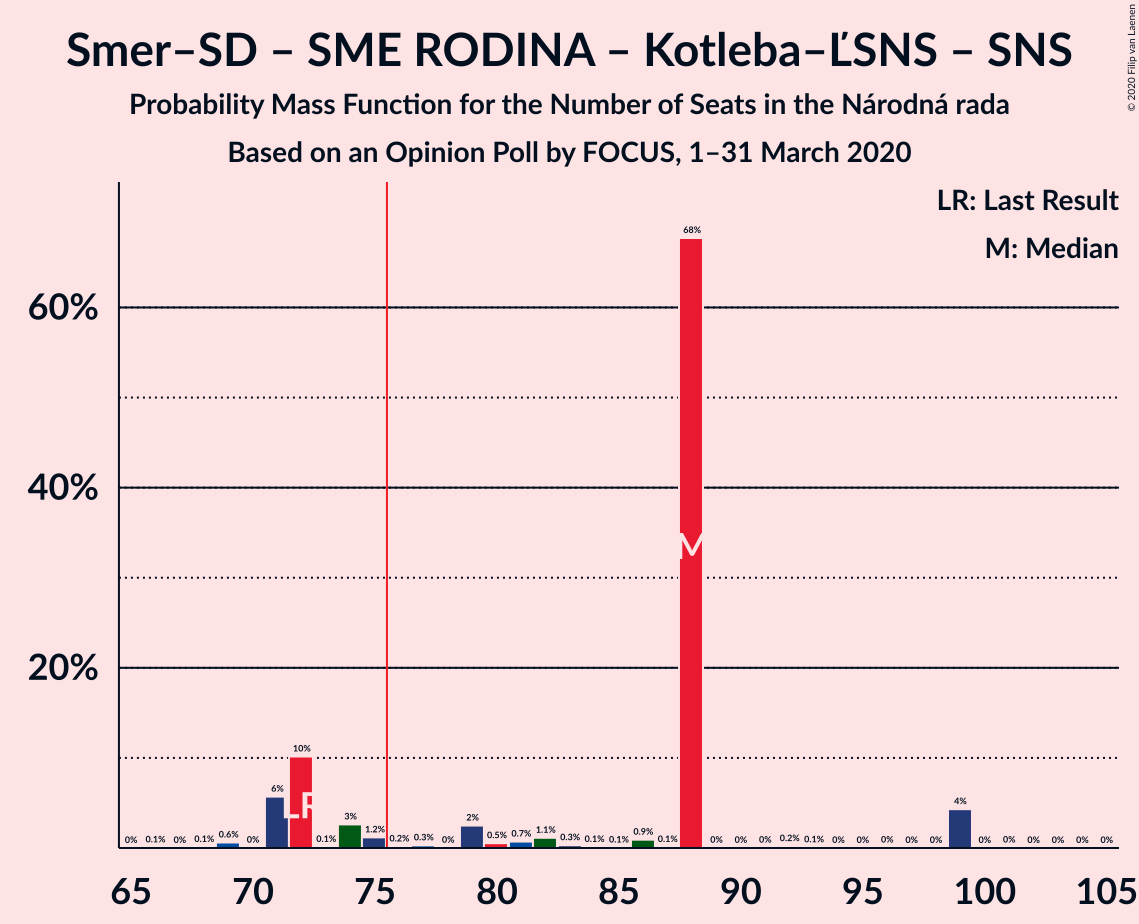 Smer–SD – SME RODINA – Kotleba–ĽSNS – SNS
Probability Mass Function for the Number of Seats in the Národná rada
Based on an Opinion Poll by FOCUS, 1–31 March 2020
© 2020 Filip van Laenen
LR: Last Result
M: Median
60%
40%
20%
0% 0.1% 0% 0.1% 0.6% 0% 6% 10% 0.1% 3% 1.2% 0.2% 0.3% 0% 2% 0.5% 0.7% 1.1% 0.3% 0.1% 0.1% 0.9% 0.1% 68% 0% 0% 0% 0.2% 0.1% 0% 0% 0% 0% 0% 4% 0% 0% 0% 0% 0% 0%
LR
M
65 70 75 80 85 90 95 100 105